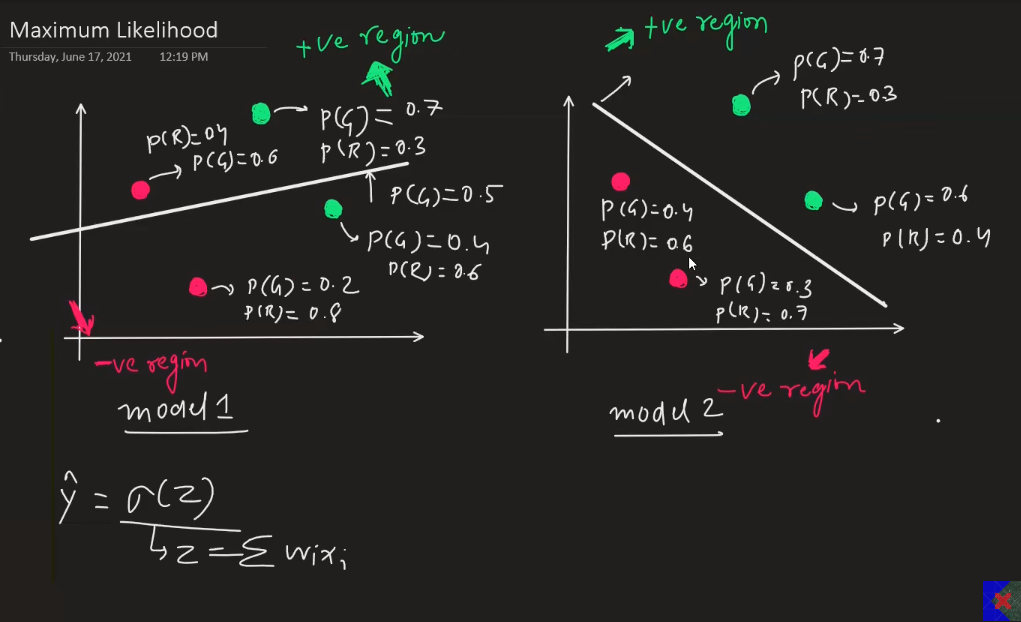 Maximum Likelihood
Thursday, June 17, 2021 12:19 PM
+ve region
P(G)= 0.7
P(R)=0.3
P(R)=04
P(G)=0.6
P(G)=0.5
P(G)=0.4
P(R)=0.6
P(G)=0.2
P(R)=0.8
-ve region
model 1
+ve region
P(G)=0.7
P(R)=0.3
P(G)=0.4
P(R)=0.6
P(G)=0.6
P(R)=0.4
P(G)=0.3
P(R)=0.7
-ve region
model 2
ŷ = σ(z)
z=Σ wixi